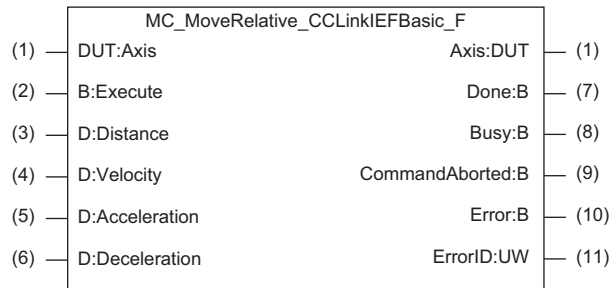 MC_MoveRelative_CCLinkIEFBasic_F
(1) DUT:Axis Axis:DUT (1)
(2) B:Execute Done:B (7)
(3) D:Distance Busy:B (8)
(4) D:Velocity CommandAborted:B (9)
(5) D:Acceleration Error:B (10)
(6) D:Deceleration ErrorID:UW (11)